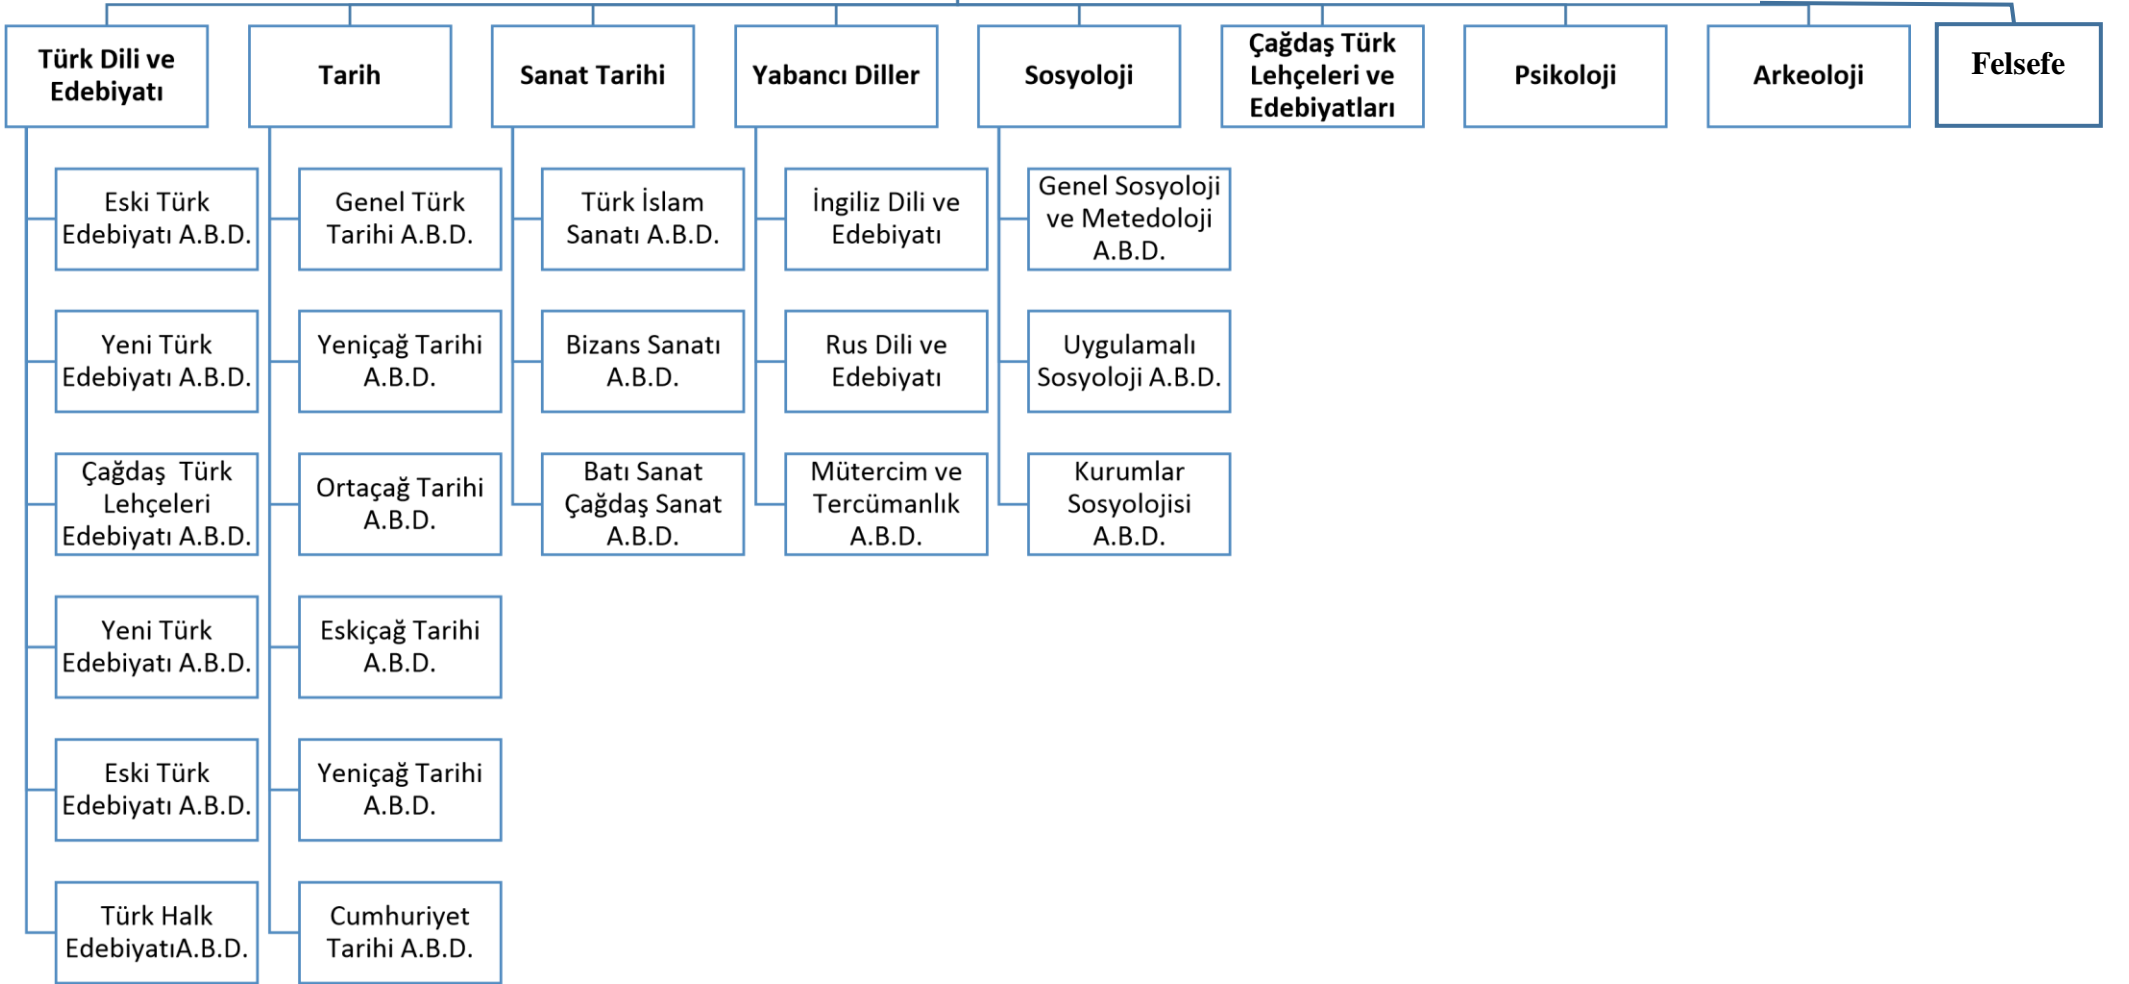 Türk Dili ve
Edebiyatı
Tarih
Sanat Tarihi
Yabancı Diller
Sosyoloji
Çağdaş Türk
Lehçeleri ve
Edebiyatları
Psikoloji
Arkeoloji
Felsefe
Eski Türk
Edebiyatı A.B.D.
Yeni Türk
Edebiyatı A.B.D.
Çağdaş  Türk
Lehçeleri
Edebiyatı A.B.D.
Yeni Türk
Edebiyatı A.B.D.
Eski Türk
Edebiyatı A.B.D.
Türk Halk
EdebiyatıA.B.D.
Genel Türk
Tarihi A.B.D.
Yeniçağ Tarihi
A.B.D.
Ortaçağ Tarihi
A.B.D.
Eskiçağ Tarihi
A.B.D.
Yeniçağ Tarihi
A.B.D.
Cumhuriyet
Tarihi A.B.D.
Türk İslam
Sanatı A.B.D.
Bizans Sanatı
A.B.D.
Batı Sanat
Çağdaş Sanat
A.B.D.
İngiliz Dili ve
Edebiyatı
Rus Dili ve
Edebiyatı
Mütercim ve
Tercümanlık
A.B.D.
Genel Sosyoloji
ve Metedoloji
A.B.D.
Uygulamalı
Sosyoloji A.B.D.
Kurumlar
Sosyolojisi
A.B.D.